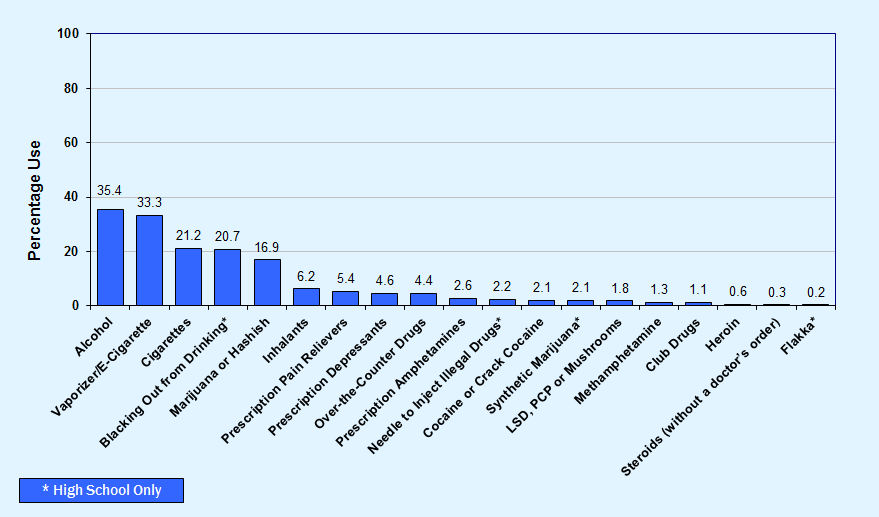 100
80
60
40
20
0
Percentage Use
35.4
33.3
21.2
20.7
16.9
6.2
5.4
4.6
4.4
2.6
2.2
2.1
2.1
1.8
1.3
1.1
0.6
0.3
0.2
Alcohol
Vaporizer/E-Cigarette
Cigarettes
Blacking Out from Drinking*
Marijuana or Hashish
Inhalants
Prescription Pain Relievers
Prescription Depressants
Over-the-Counter Drugs
Prescription Amphetamines
Needle to Inject Illegal Drugs*
Cocaine or Crack Cocaine
Synthetic Marijuana*
LSD, PCP or Mushrooms
Methamphetamine
Club Drugs
Heroin
Steroids (without a doctor's order)
Flakka*
* High School Only